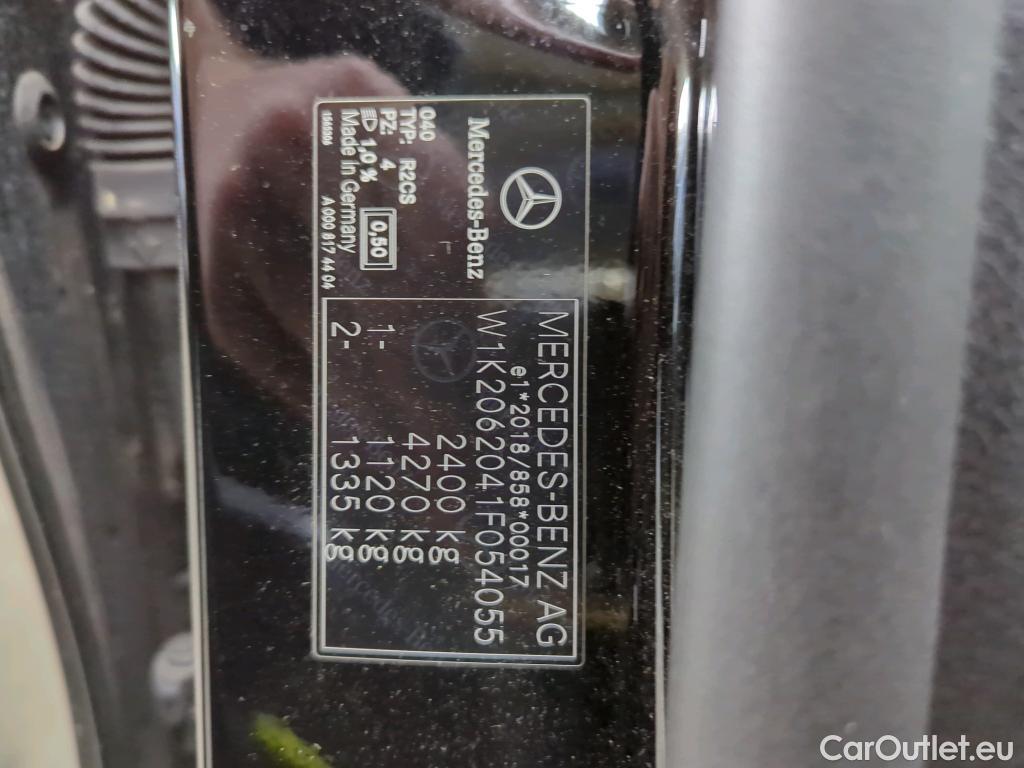 MERCEDES-BENZ AG
e1*2018/858*00017
W1K2062041F054055
2400 kg
4270 kg
1- 1120 kg
2- 1335 kg
Mercedes-Benz
040
TYP: R2CS
PZ: 4
1,0 % 0,50
Made in Germany
A 000 817 44 04
CarOutlet.eu